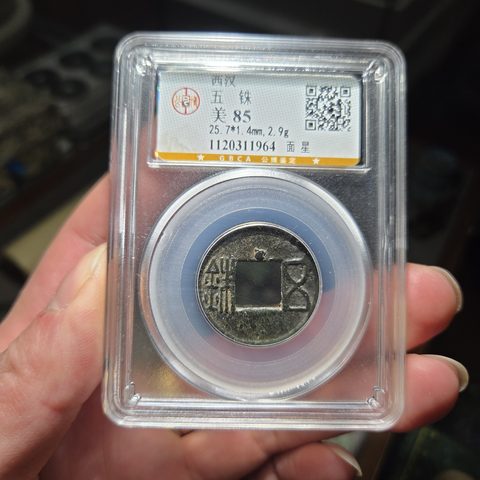 西汉
五 铢
美 85
25.7*1.4mm,2.9g
1120311964 面星
★ GBCA 公博鉴定 ★
五